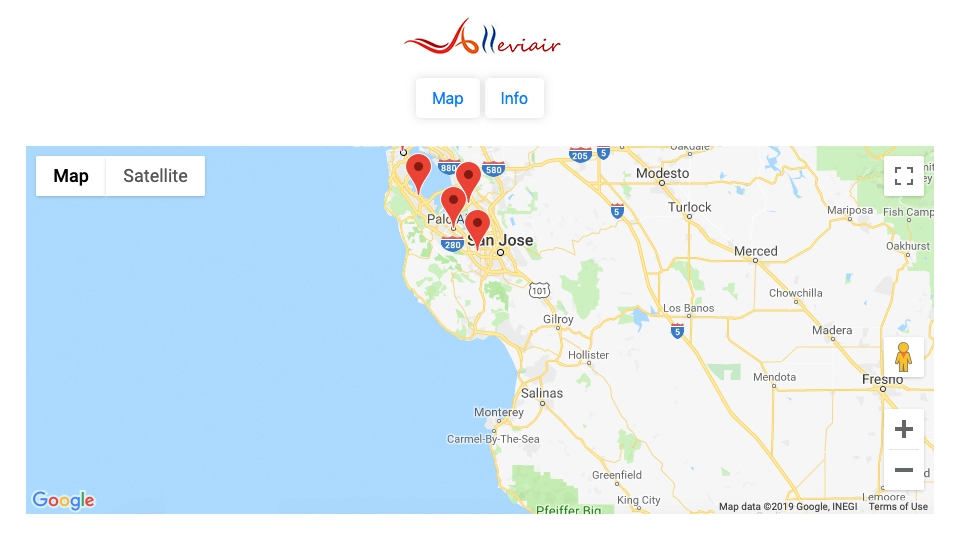 Alleviair
Map Info
Map Satellite
880
580
205
5
Oakdale
Modesto
Turlock
5
Mariposa
Fish Camp
Oakhurst
280
San Jose
Merced
101
Chowchilla
Los Banos
5
Madera
Gilroy
Hollister
Mendota
Fresno
Salinas
Monterey
Carmel-By-The-Sea
Greenfield
King City
Lemoore
Pfeiffer Big
Google
Map data ©2019 Google, INEGI Terms of Use